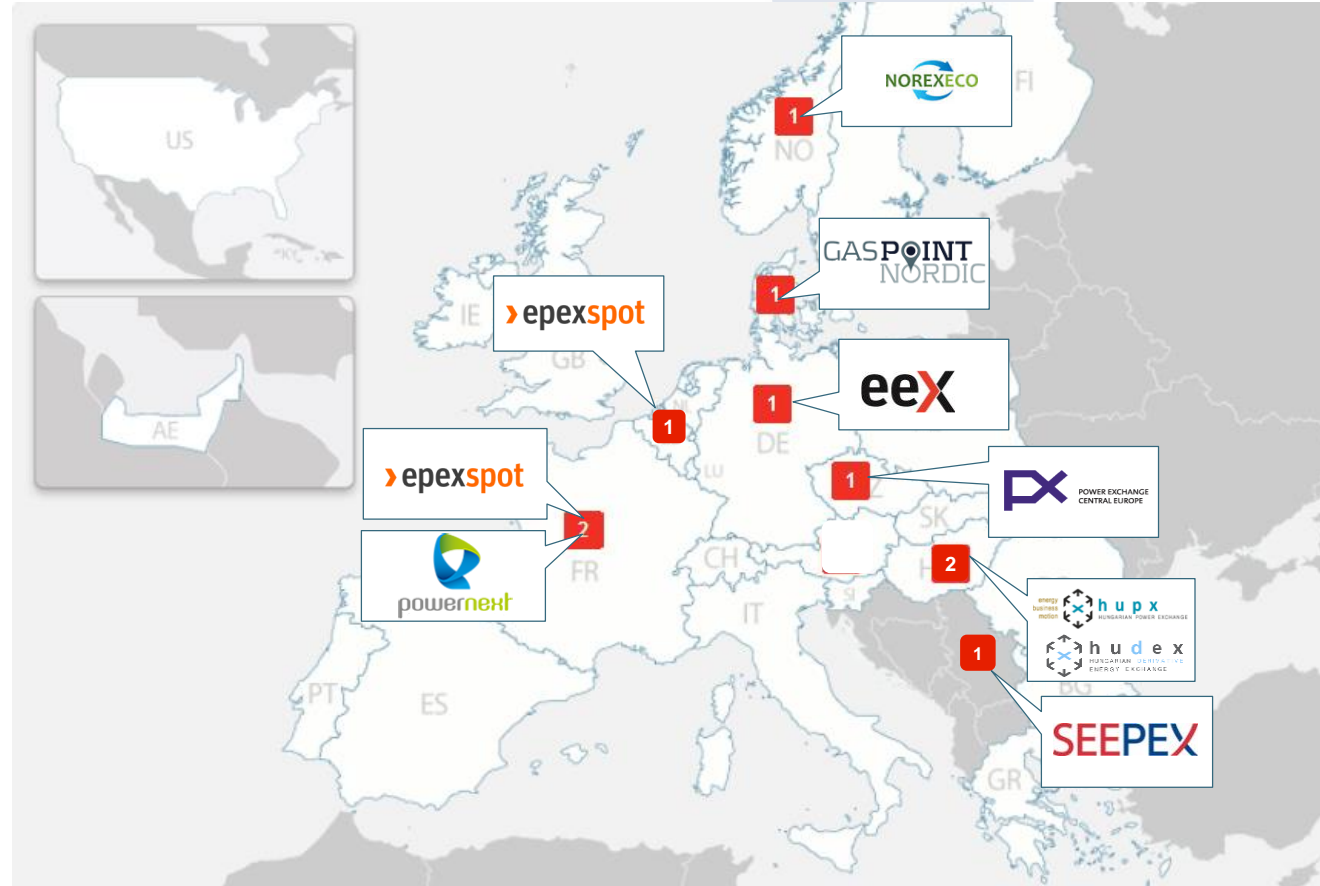 US
KY
AE
NOREXECO
FI
1
NO
GASPOINT
NORDIC
1
IE
epexspot
GB
NL
1
eex
1
DE
LU
epexspot
2
FR
powernext
POWER EXCHANGE
CENTRAL EUROPE
1
SK
CH
2
energy
business
motion
hupx
HUNGARIAN POWER EXCHANGE
hudex
HUNGARIAN DERIVATIVE
ENERGY EXCHANGE
SI
IT
1
BG
SEEPEX
PT
ES
GR